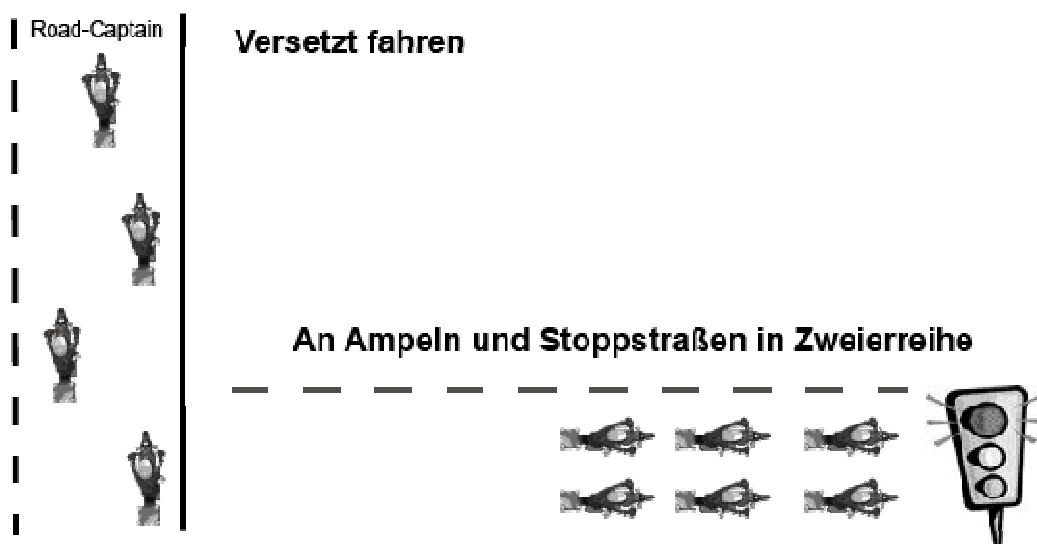 Road-Captain
Versetzt fahren
An Ampeln und Stoppstraßen in Zweierreihe